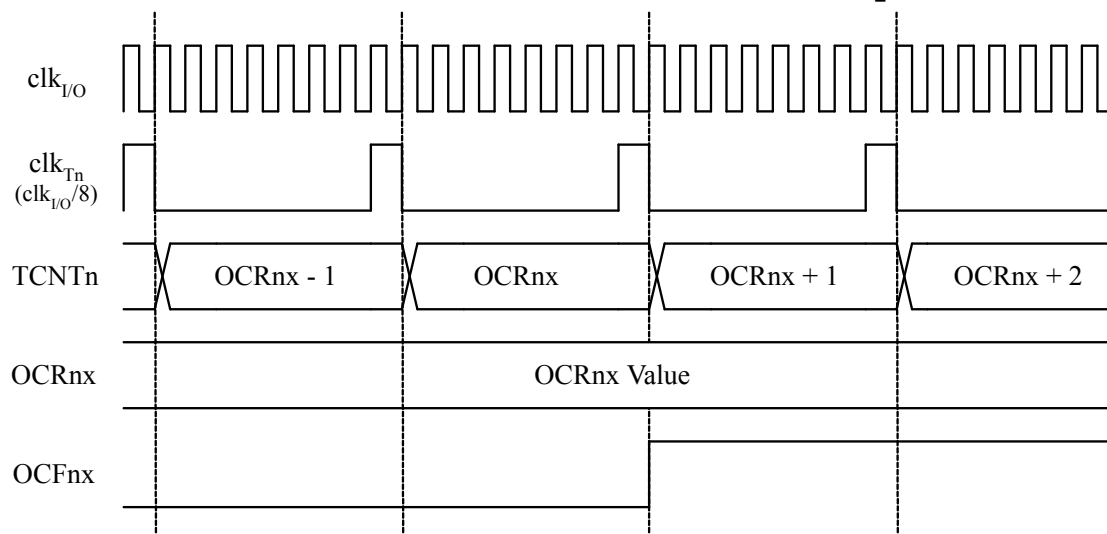 clk_I/O
clk_Tn
(clk_I/O/8)
TCNTn OCRnx - 1 OCRnx OCRnx + 1 OCRnx + 2
OCRnx OCRnx Value
OCFnx